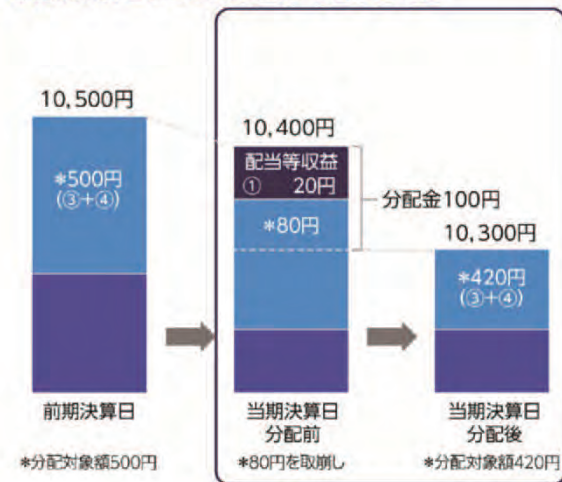 10,500円
*500円
(③+④)
前期決算日
*分配対象額500円
10,400円
配当等収益
① 20円
*80円
分配金100円
当期決算日
分配前
*80円を取崩し
10,300円
*420円
(③+④)
当期決算日
分配後
*分配対象額420円